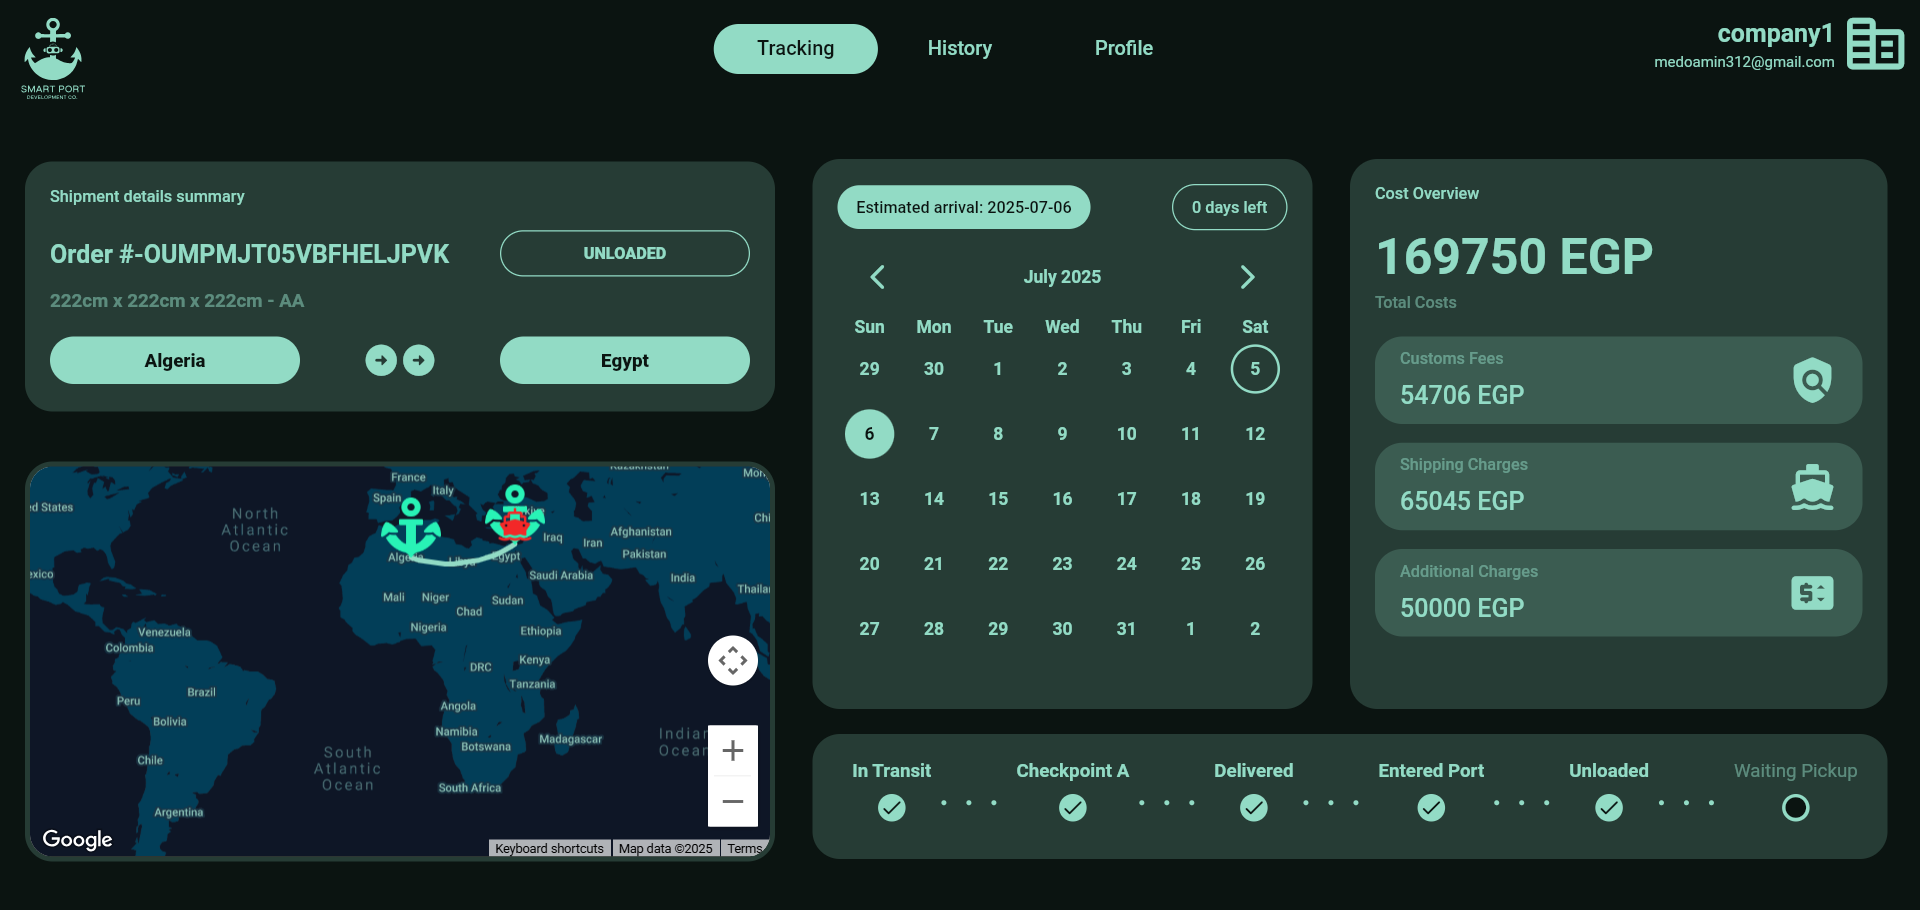 SMART PORT
DEVELOPMENT CO.
Tracking
History
Profile
company1
medoamin312@gmail.com
Shipment details summary
Order #-OUMPMJT05VBFHELJPVK
UNLOADED
222cm x 222cm x 222cm - AA
Algeria
Egypt
Estimated arrival: 2025-07-06
0 days left
July 2025
Sun Mon Tue Wed Thu Fri Sat
29 30 1 2 3 4 5
6 7 8 9 10 11 12
13 14 15 16 17 18 19
20 21 22 23 24 25 26
27 28 29 30 31 1 2
Cost Overview
169750 EGP
Total Costs
Customs Fees
54706 EGP
Shipping Charges
65045 EGP
Additional Charges
50000 EGP
France
Spain
Italy
ed States
North
Atlantic
Ocean
Afghanistan
Iraq
Iran
Pakistan
Algeria
Libya
Egypt
Saudi Arabia
India
exico
Mali
Niger
Chad
Sudan
Nigeria
Ethiopia
Venezuela
Colombia
DRC
Kenya
Tanzania
Brazil
Peru
Angola
Bolivia
Namibia
Botswana
Madagascar
South
Atlantic
Ocean
Chile
South Africa
Argentina
Google
Keyboard shortcuts
Map data ©2025
Terms
In Transit
Checkpoint A
Delivered
Entered Port
Unloaded
Waiting Pickup